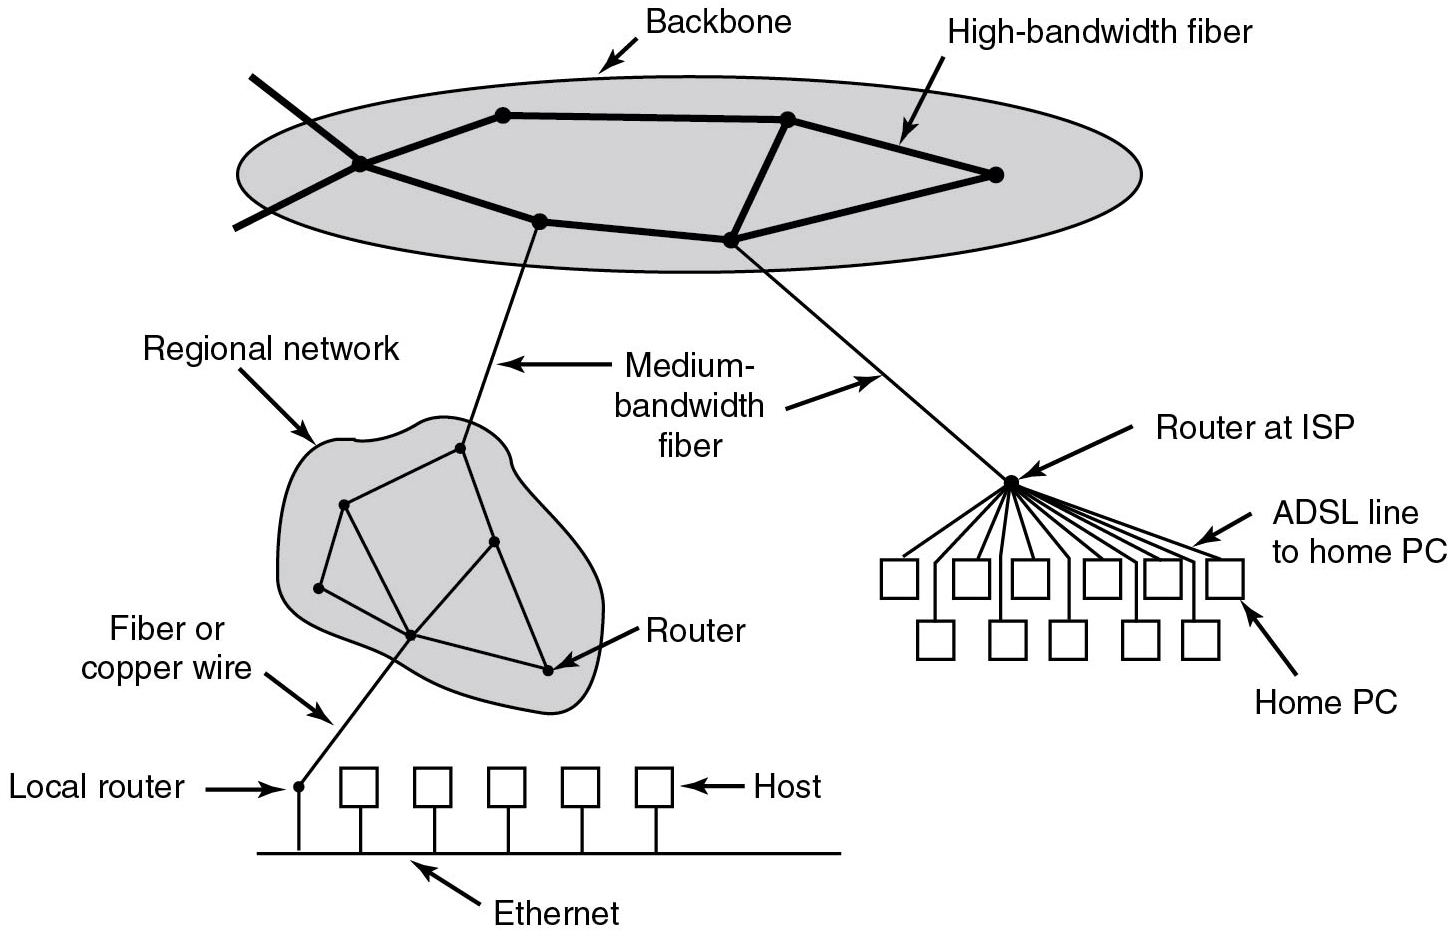 Backbone
High-bandwidth fiber
Regional network
Medium-
bandwidth
fiber
Router at ISP
ADSL line
to home PC
Fiber or
copper wire
Router
Home PC
Local router
Host
Ethernet